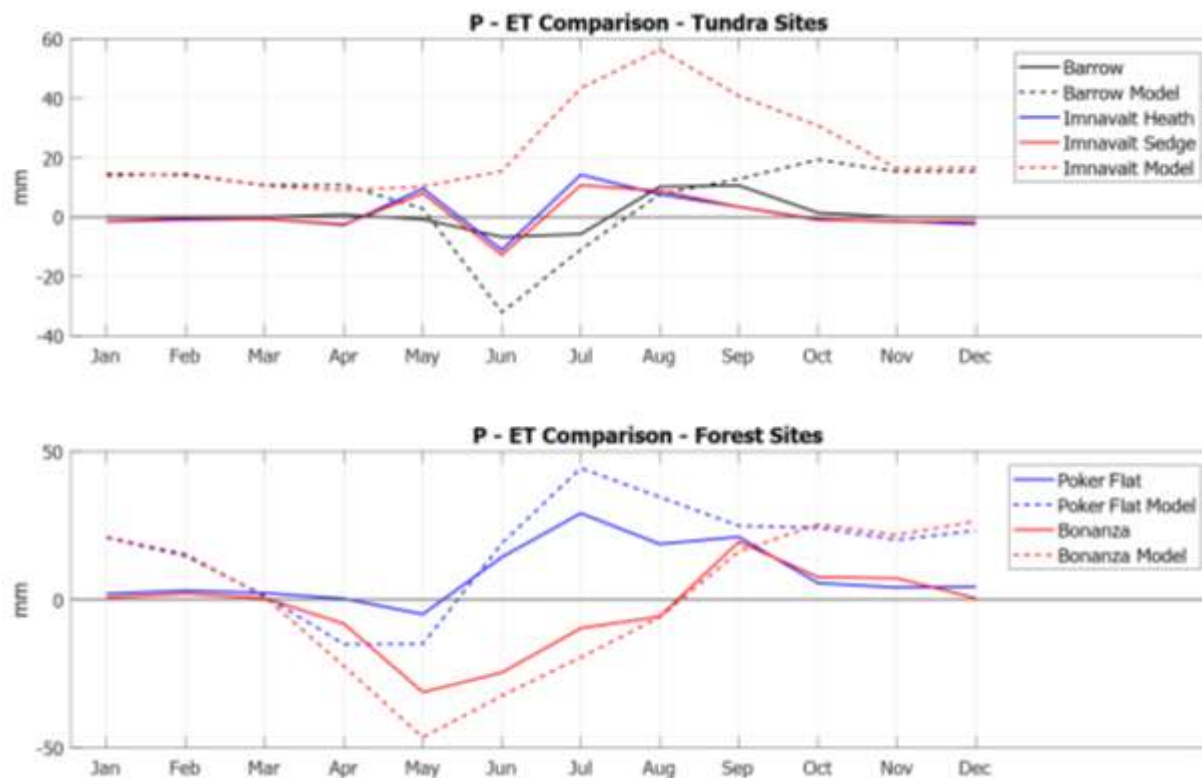 P - ET Comparison - Tundra Sites
60
40
20
0
-20
-40
mm
Jan Feb Mar Apr May Jun Jul Aug Sep Oct Nov Dec
Barrow
Barrow Model
Imnavait Heath
Imnavait Sedge
Imnavait Model
P - ET Comparison - Forest Sites
50
0
-50
mm
Jan Feb Mar Apr May Jun Jul Aug Sep Oct Nov Dec
Poker Flat
Poker Flat Model
Bonanza
Bonanza Model